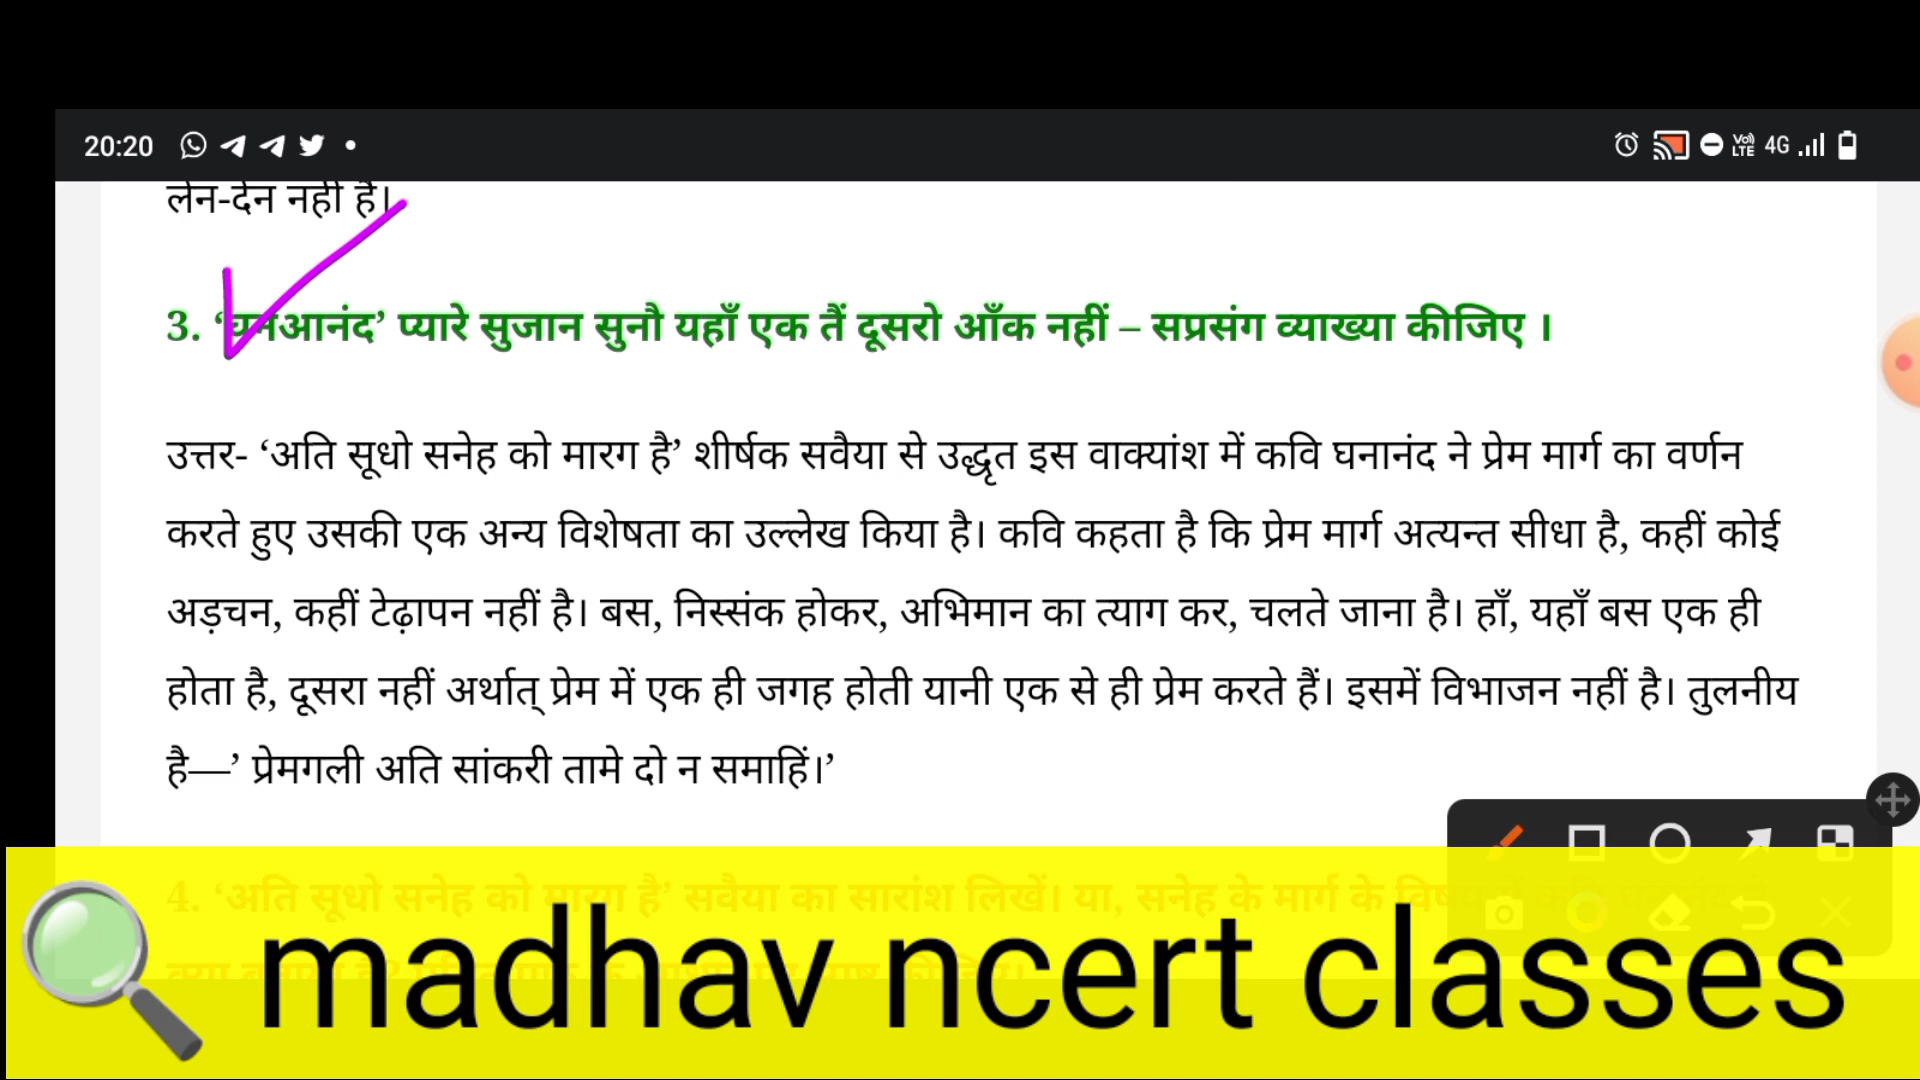 20:20 Vo) LTE 4G
लेन-देन नहीं है।
3. ‘घनआनंद’ प्यारे सुजान सुनौ यहाँ एक तैं दूसरो आँक नहीं – सप्रसंग व्याख्या कीजिए ।
उत्तर- ‘अति सूधो सनेह को मारग है’ शीर्षक सवैया से उद्धृत इस वाक्यांश में कवि घनानंद ने प्रेम मार्ग का वर्णन
करते हुए उसकी एक अन्य विशेषता का उल्लेख किया है। कवि कहता है कि प्रेम मार्ग अत्यन्त सीधा है, कहीं कोई
अड़चन, कहीं टेढ़ापन नहीं है। बस, निस्संक होकर, अभिमान का त्याग कर, चलते जाना है। हाँ, यहाँ बस एक ही
होता है, दूसरा नहीं अर्थात् प्रेम में एक ही जगह होती यानी एक से ही प्रेम करते हैं। इसमें विभाजन नहीं है। तुलनीय
है—’ प्रेमगली अति सांकरी तामे दो न समाहिं।’
4. ‘अति सूधो सनेह को मारग है’ सवैया का सारांश लिखें। या, सनेह के मार्ग के
madhav ncert classes